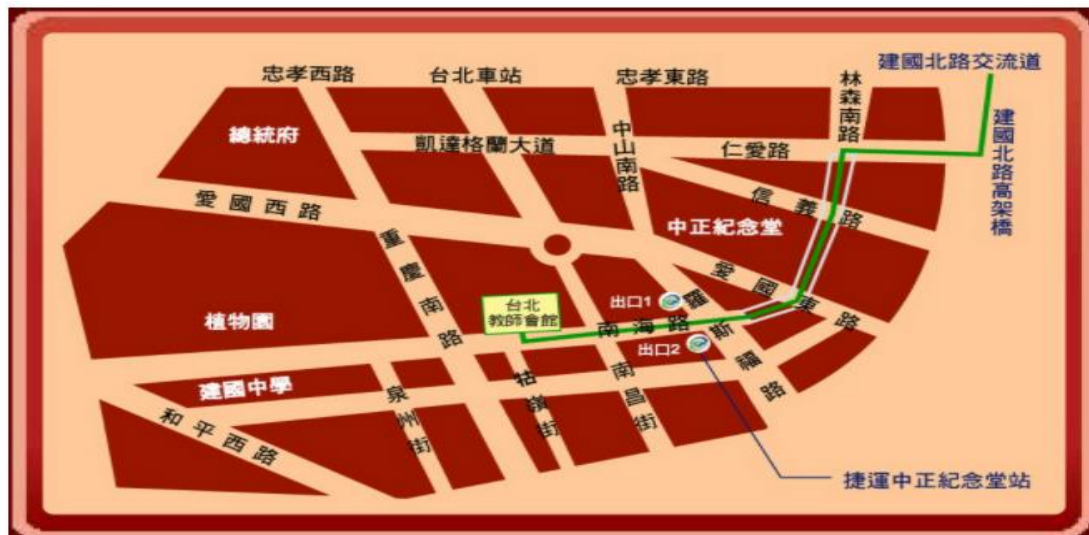 建國北路交流道
忠孝西路
台北車站
忠孝東路
林森南路
建國北路高架橋
總統府
凱達格蘭大道
中山南路
仁愛路
愛國西路
信義路
中正紀念堂
重慶南路
愛國東路
台北
教師會館
出口1
羅斯福路
植物園
南海路
出口2
建國中學
泉州街
牯嶺街
南昌街
和平西路
捷運中正紀念堂站